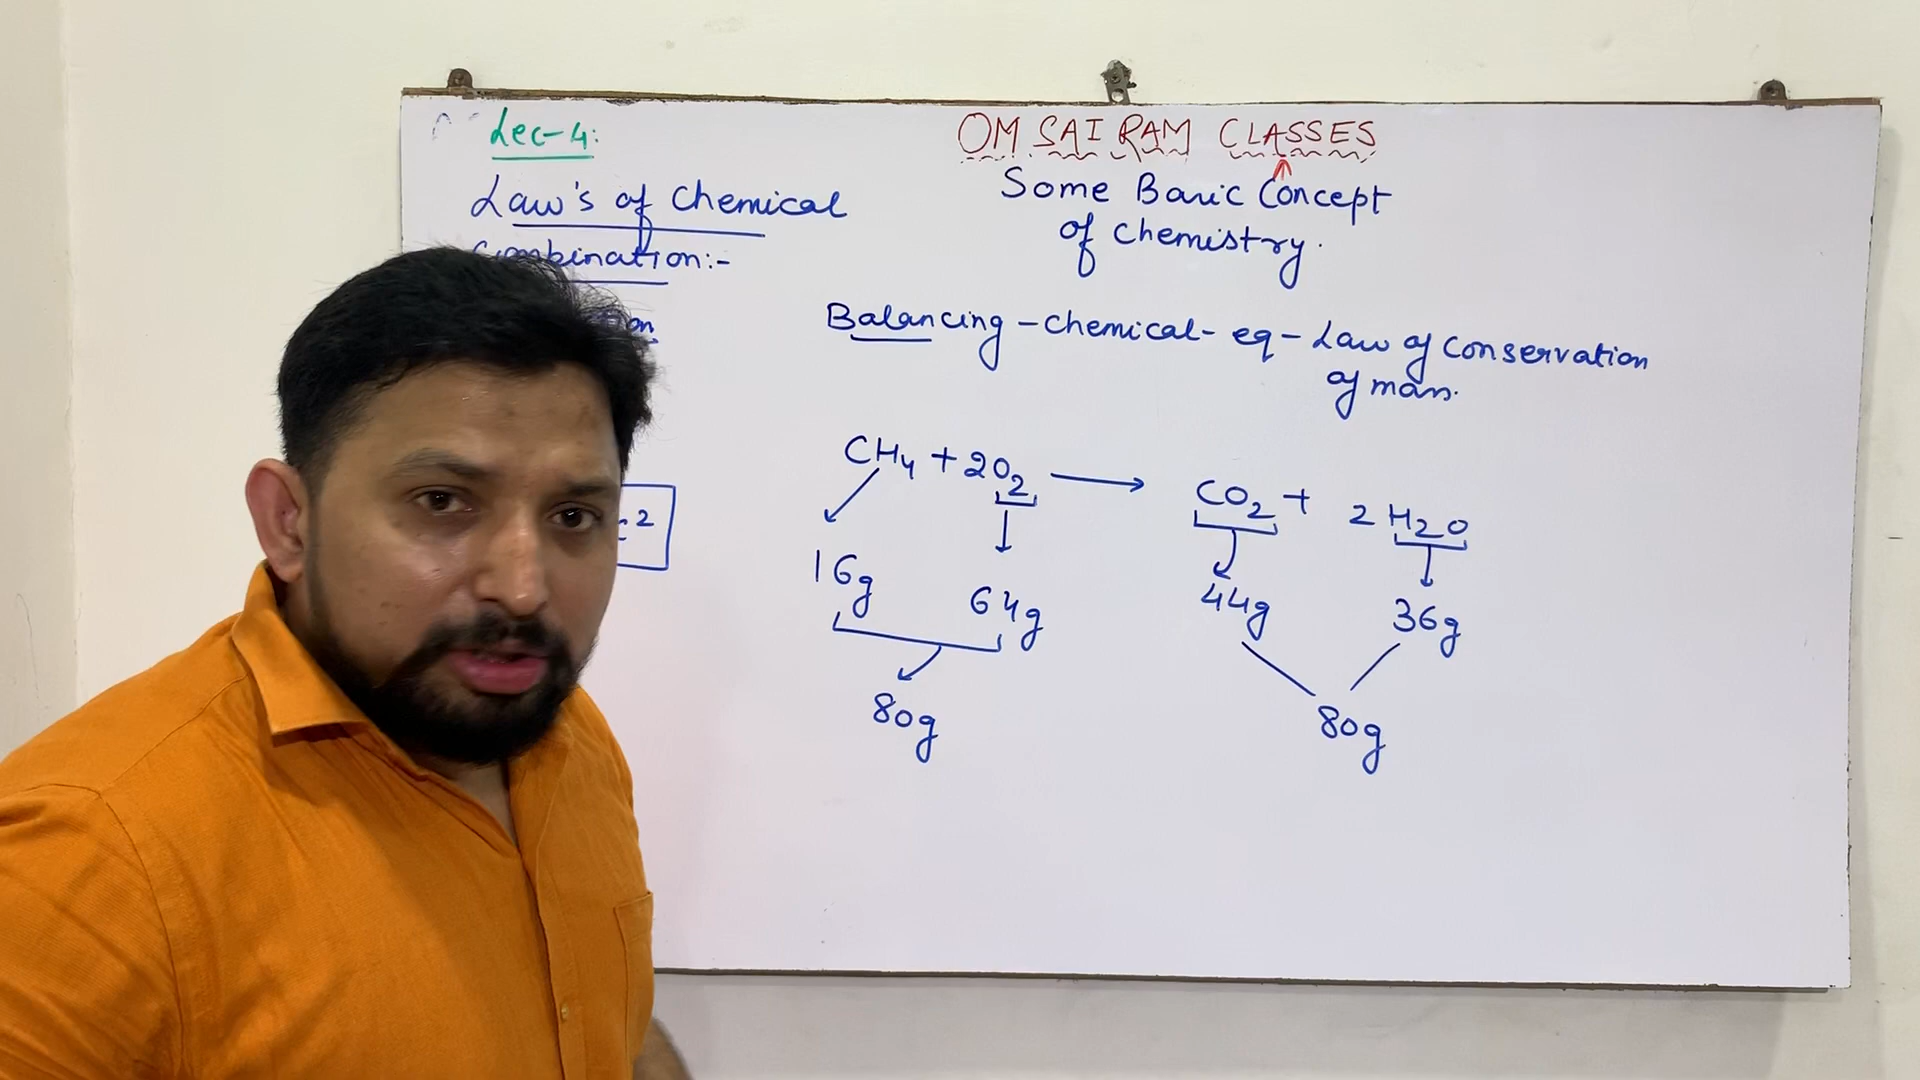 Lec-4:
Law's of Chemical
Combination:-
OM SAI RAM CLASSES
Some Basic Concept
of Chemistry.
Balancing - Chemical - eq - Law of Conservation
of mass.
CH4 + 2O2 ⟶ CO2 + 2H2O
16g 64g 44g 36g
80g 80g
2